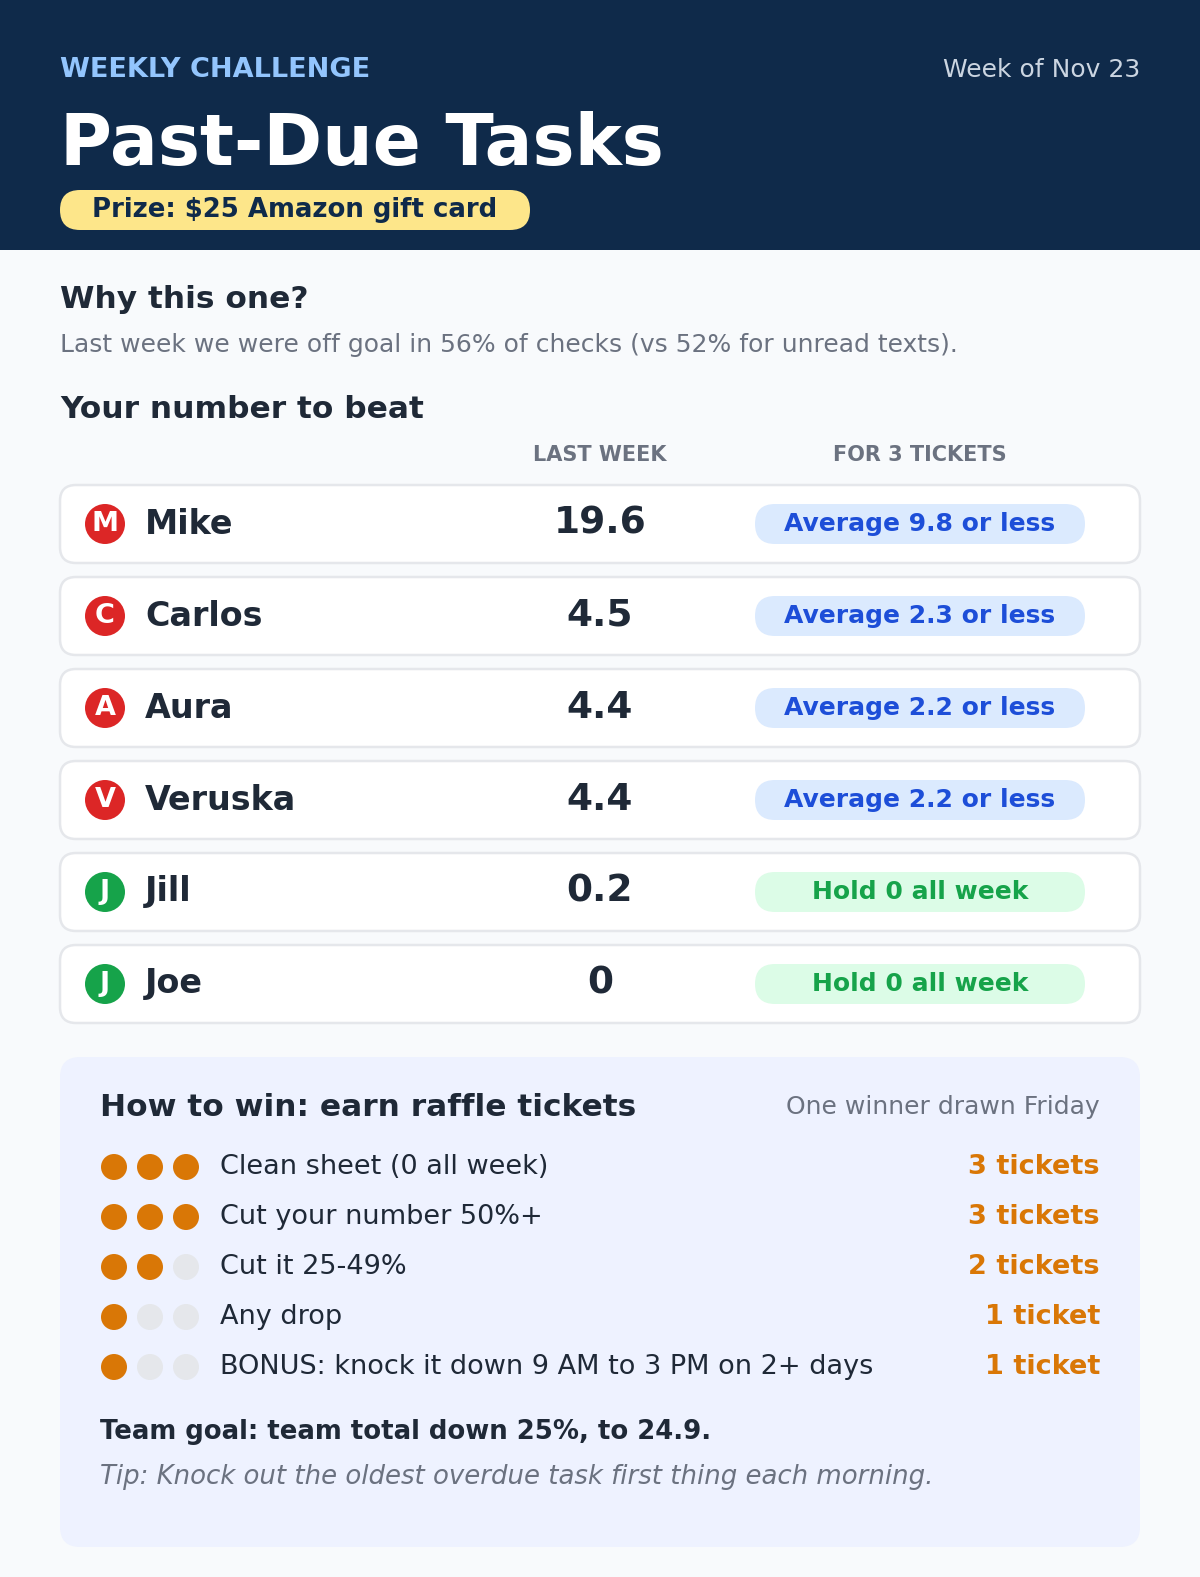 WEEKLY CHALLENGE
Week of Nov 23
Past-Due Tasks
Prize: $25 Amazon gift card
Why this one?
Last week we were off goal in 56% of checks (vs 52% for unread texts).
Your number to beat
LAST WEEK FOR 3 TICKETS
M Mike 19.6 Average 9.8 or less
C Carlos 4.5 Average 2.3 or less
A Aura 4.4 Average 2.2 or less
V Veruska 4.4 Average 2.2 or less
J Jill 0.2 Hold 0 all week
J Joe 0 Hold 0 all week
How to win: earn raffle tickets One winner drawn Friday
Clean sheet (0 all week) 3 tickets
Cut your number 50%+ 3 tickets
Cut it 25-49% 2 tickets
Any drop 1 ticket
BONUS: knock it down 9 AM to 3 PM on 2+ days 1 ticket
Team goal: team total down 25%, to 24.9.
Tip: Knock out the oldest overdue task first thing each morning.